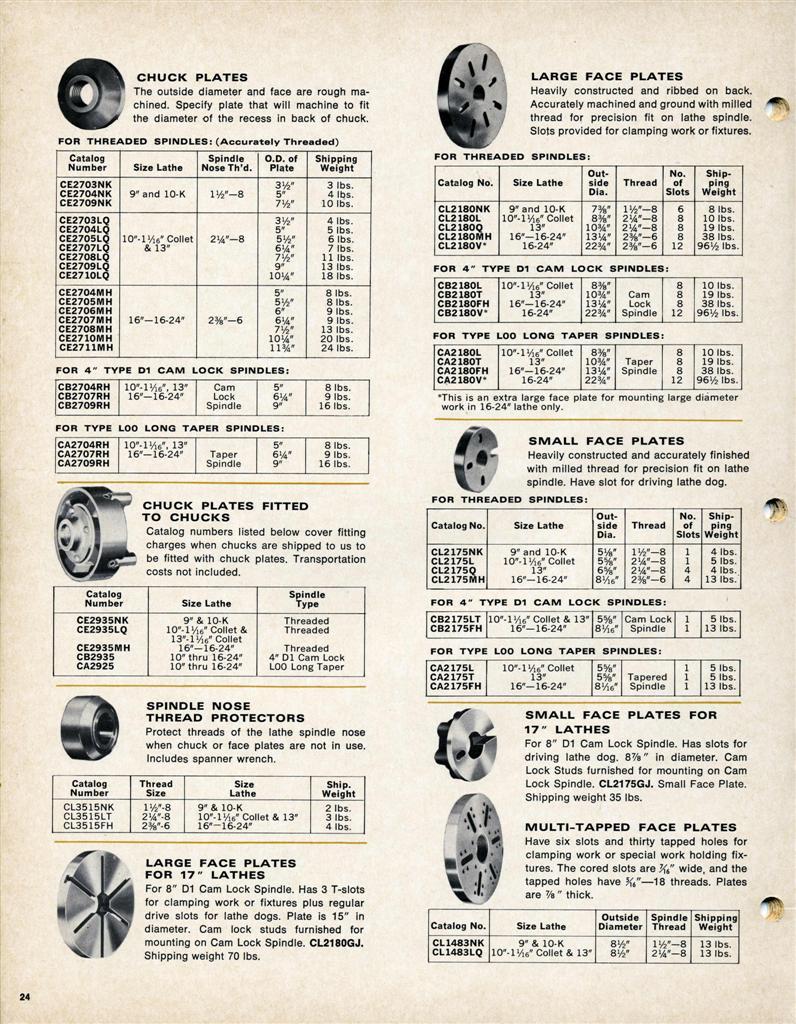 CHUCK PLATES
The outside diameter and face are rough ma-
chined. Specify plate that will machine to fit
the diameter of the recess in back of chuck.
FOR THREADED SPINDLES: (Accurately Threaded)
Catalog Number | Size Lathe | Spindle Nose Th'd. | O.D. of Plate | Shipping Weight
CE2703NK 3½" 3 lbs.
CE2704NK 9" and 10-K 1½"—8 5" 4 lbs.
CE2709NK 7½" 10 lbs.
CE2703LQ 3½" 4 lbs.
CE2704LQ 5" 5 lbs.
CE2705LQ 10"-1 1/16" Collet 2¼"—8 5½" 6 lbs.
CE2707LQ & 13" 6¼" 7 lbs.
CE2708LQ 7½" 11 lbs.
CE2709LQ 9" 13 lbs.
CE2710LQ 10¼" 18 lbs.
CE2704MH 5" 8 lbs.
CE2705MH 5½" 8 lbs.
CE2706MH 6" 9 lbs.
CE2707MH 16"—16-24" 2⅜"—6 6¼" 9 lbs.
CE2708MH 7½" 13 lbs.
CE2710MH 10¼" 20 lbs.
CE2711MH 11¾" 24 lbs.
FOR 4" TYPE D1 CAM LOCK SPINDLES:
CB2704RH 10"-1 1/16", 13" Cam 5" 8 lbs.
CB2707RH 16"—16-24" Lock 6¼" 9 lbs.
CB2709RH Spindle 9" 16 lbs.
FOR TYPE L00 LONG TAPER SPINDLES:
CA2704RH 10"-1 1/16", 13" 5" 8 lbs.
CA2707RH 16"—16-24" Taper 6¼" 9 lbs.
CA2709RH Spindle 9" 16 lbs.
CHUCK PLATES FITTED
TO CHUCKS
Catalog numbers listed below cover fitting
charges when chucks are shipped to us to
be fitted with chuck plates. Transportation
costs not included.
Catalog Number | Size Lathe | Spindle Type
CE2935NK 9" & 10-K Threaded
CE2935LQ 10"-1 1/16" Collet & Threaded
13"-1 1/16" Collet
CE2935MH 16"—16-24" Threaded
CB2935 10" thru 16-24" 4" D1 Cam Lock
CA2925 10" thru 16-24" L00 Long Taper
SPINDLE NOSE
THREAD PROTECTORS
Protect threads of the lathe spindle nose
when chuck or face plates are not in use.
Includes spanner wrench.
Catalog Number | Thread Size | Size Lathe | Ship. Weight
CL3515NK 1½"-8 9" & 10-K 2 lbs.
CL3515LT 2¼"-8 10"-1 1/16" Collet & 13" 3 lbs.
CL3515FH 2⅜"-6 16"—16-24" 4 lbs.
LARGE FACE PLATES
FOR 17" LATHES
For 8" D1 Cam Lock Spindle. Has 3 T-slots
for clamping work or fixtures plus regular
drive slots for lathe dogs. Plate is 15" in
diameter. Cam lock studs furnished for
mounting on Cam Lock Spindle. CL2180GJ.
Shipping weight 70 lbs.
24
LARGE FACE PLATES
Heavily constructed and ribbed on back.
Accurately machined and ground with milled
thread for precision fit on lathe spindle.
Slots provided for clamping work or fixtures.
FOR THREADED SPINDLES:
Catalog No. | Size Lathe | Out-side Dia. | Thread | No. of Slots | Ship-ping Weight
CL2180NK 9" and 10-K 7⅜" 1½"—8 6 8 lbs.
CL2180L 10"-1 1/16" Collet 8⅜" 2¼"—8 8 10 lbs.
CL2180Q 13" 10¾" 2¼"—8 8 19 lbs.
CL2180MH 16"—16-24" 13¼" 2⅜"—6 8 38 lbs.
CL2180V* 16-24" 22¾" 2⅜"—6 12 96½ lbs.
FOR 4" TYPE D1 CAM LOCK SPINDLES:
CB2180L 10"-1 1/16" Collet 8⅜" 8 10 lbs.
CB2180T 13" 10¾" Cam 8 19 lbs.
CB2180FH 16"—16-24" 13¼" Lock 8 38 lbs.
CB2180V* 16-24" 22¾" Spindle 12 96½ lbs.
FOR TYPE L00 LONG TAPER SPINDLES:
CA2180L 10"-1 1/16" Collet 8⅜" 8 10 lbs.
CA2180T 13" 10¾" Taper 8 19 lbs.
CA2180FH 16"—16-24" 13¼" Spindle 8 38 lbs.
CA2180V* 16-24" 22¾" 12 96½ lbs.
*This is an extra large face plate for mounting large diameter
work in 16-24" lathe only.
SMALL FACE PLATES
Heavily constructed and accurately finished
with milled thread for precision fit on lathe
spindle. Have slot for driving lathe dog.
FOR THREADED SPINDLES:
Catalog No. | Size Lathe | Out-side Dia. | Thread | No. of Slots | Ship-ping Weight
CL2175NK 9" and 10-K 5⅛" 1½"—8 1 4 lbs.
CL2175L 10"-1 1/16" Collet 5⅝" 2¼"—8 1 5 lbs.
CL2175Q 13" 6⅝" 2¼"—8 4 4 lbs.
CL2175MH 16"—16-24" 8 1/16" 2⅜"—6 4 13 lbs.
FOR 4" TYPE D1 CAM LOCK SPINDLES:
CB2175LT 10"-1 1/16" Collet & 13" 5⅝" Cam Lock 1 5 lbs.
CB2175FH 16"—16-24" 8 1/16" Spindle 1 13 lbs.
FOR TYPE L00 LONG TAPER SPINDLES:
CA2175L 10"-1 1/16" Collet 5⅝" 1 5 lbs.
CA2175T 13" 5⅝" Tapered 1 5 lbs.
CA2175FH 16"—16-24" 8 1/16" Spindle 1 13 lbs.
SMALL FACE PLATES FOR
17" LATHES
For 8" D1 Cam Lock Spindle. Has slots for
driving lathe dog. 8⅞" in diameter. Cam
Lock Studs furnished for mounting on Cam
Lock Spindle. CL2175GJ. Small Face Plate.
Shipping weight 35 lbs.
MULTI-TAPPED FACE PLATES
Have six slots and thirty tapped holes for
clamping work or special work holding fix-
tures. The cored slots are 7/16" wide, and the
tapped holes have 5/16"—18 threads. Plates
are ⅞" thick.
Catalog No. | Size Lathe | Outside Diameter | Spindle Thread | Shipping Weight
CL1483NK 9" & 10-K 8½" 1½"—8 13 lbs.
CL1483LQ 10"-1 1/16" Collet & 13" 8½" 2¼"—8 13 lbs.